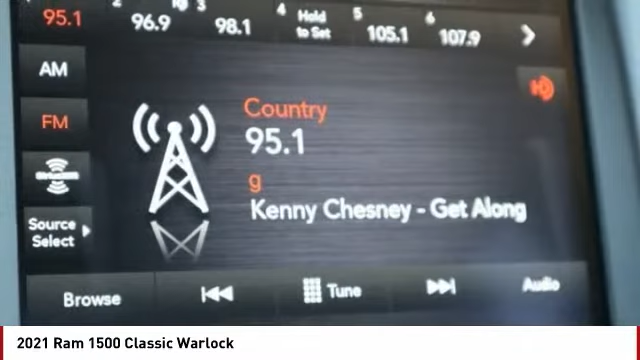 95.1 2 96.9 3 98.1 4 Hold to Set 5 105.1 6 107.9
AM
FM
SiriusXM
Source Select
Country
95.1
g
Kenny Chesney - Get Along
Browse Tune Audio
2021 Ram 1500 Classic Warlock